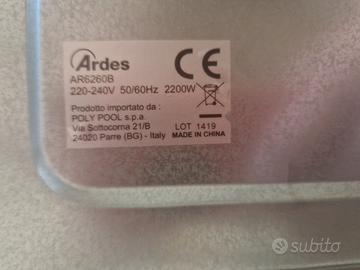 Ardes
CE
AR6260B
220-240V 50/60Hz 2200W
Prodotto importato da :
POLY POOL s.p.a.
Via Sottocorna 21/B
24020 Parre (BG) - Italy
LOT 1419
MADE IN CHINA
subito